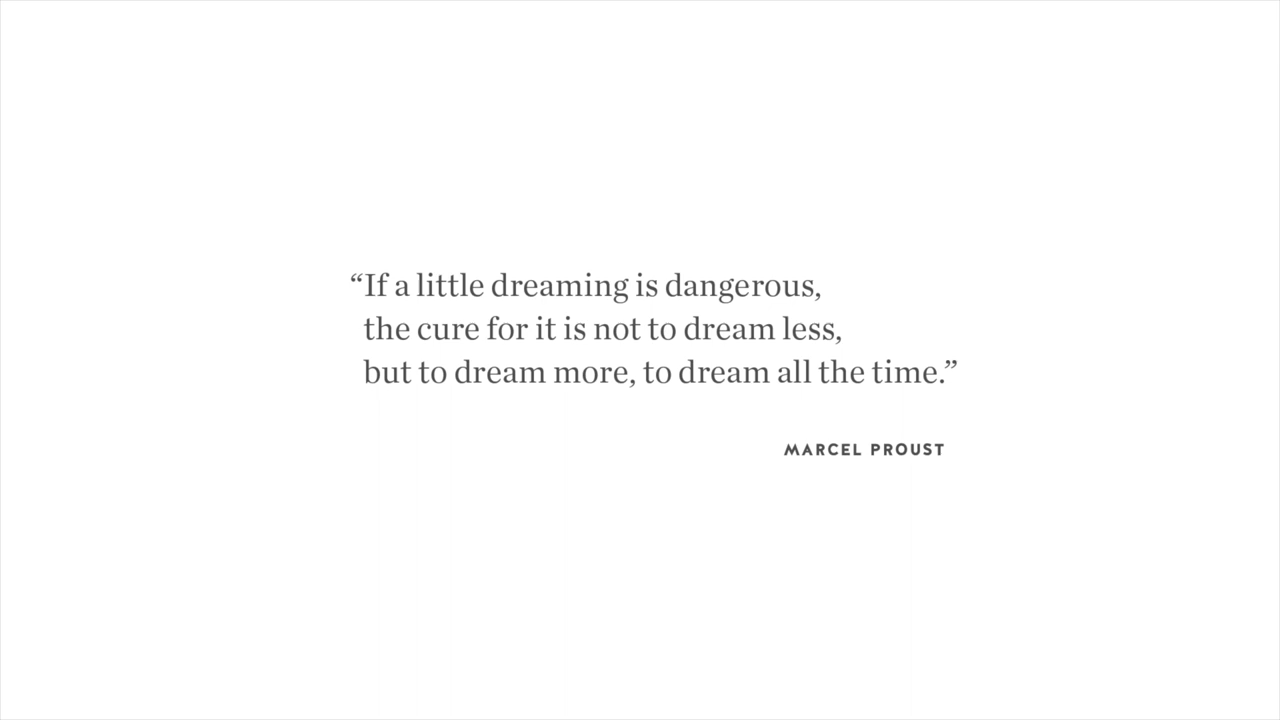 “If a little dreaming is dangerous,
the cure for it is not to dream less,
but to dream more, to dream all the time.”
MARCEL PROUST